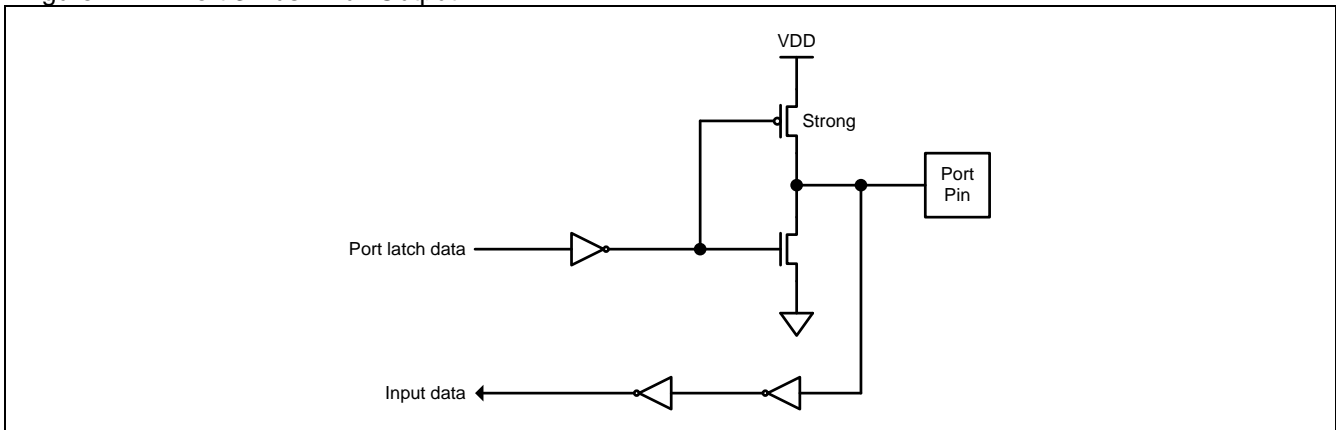 VDD
Strong
Port
Pin
Port latch data
Input data